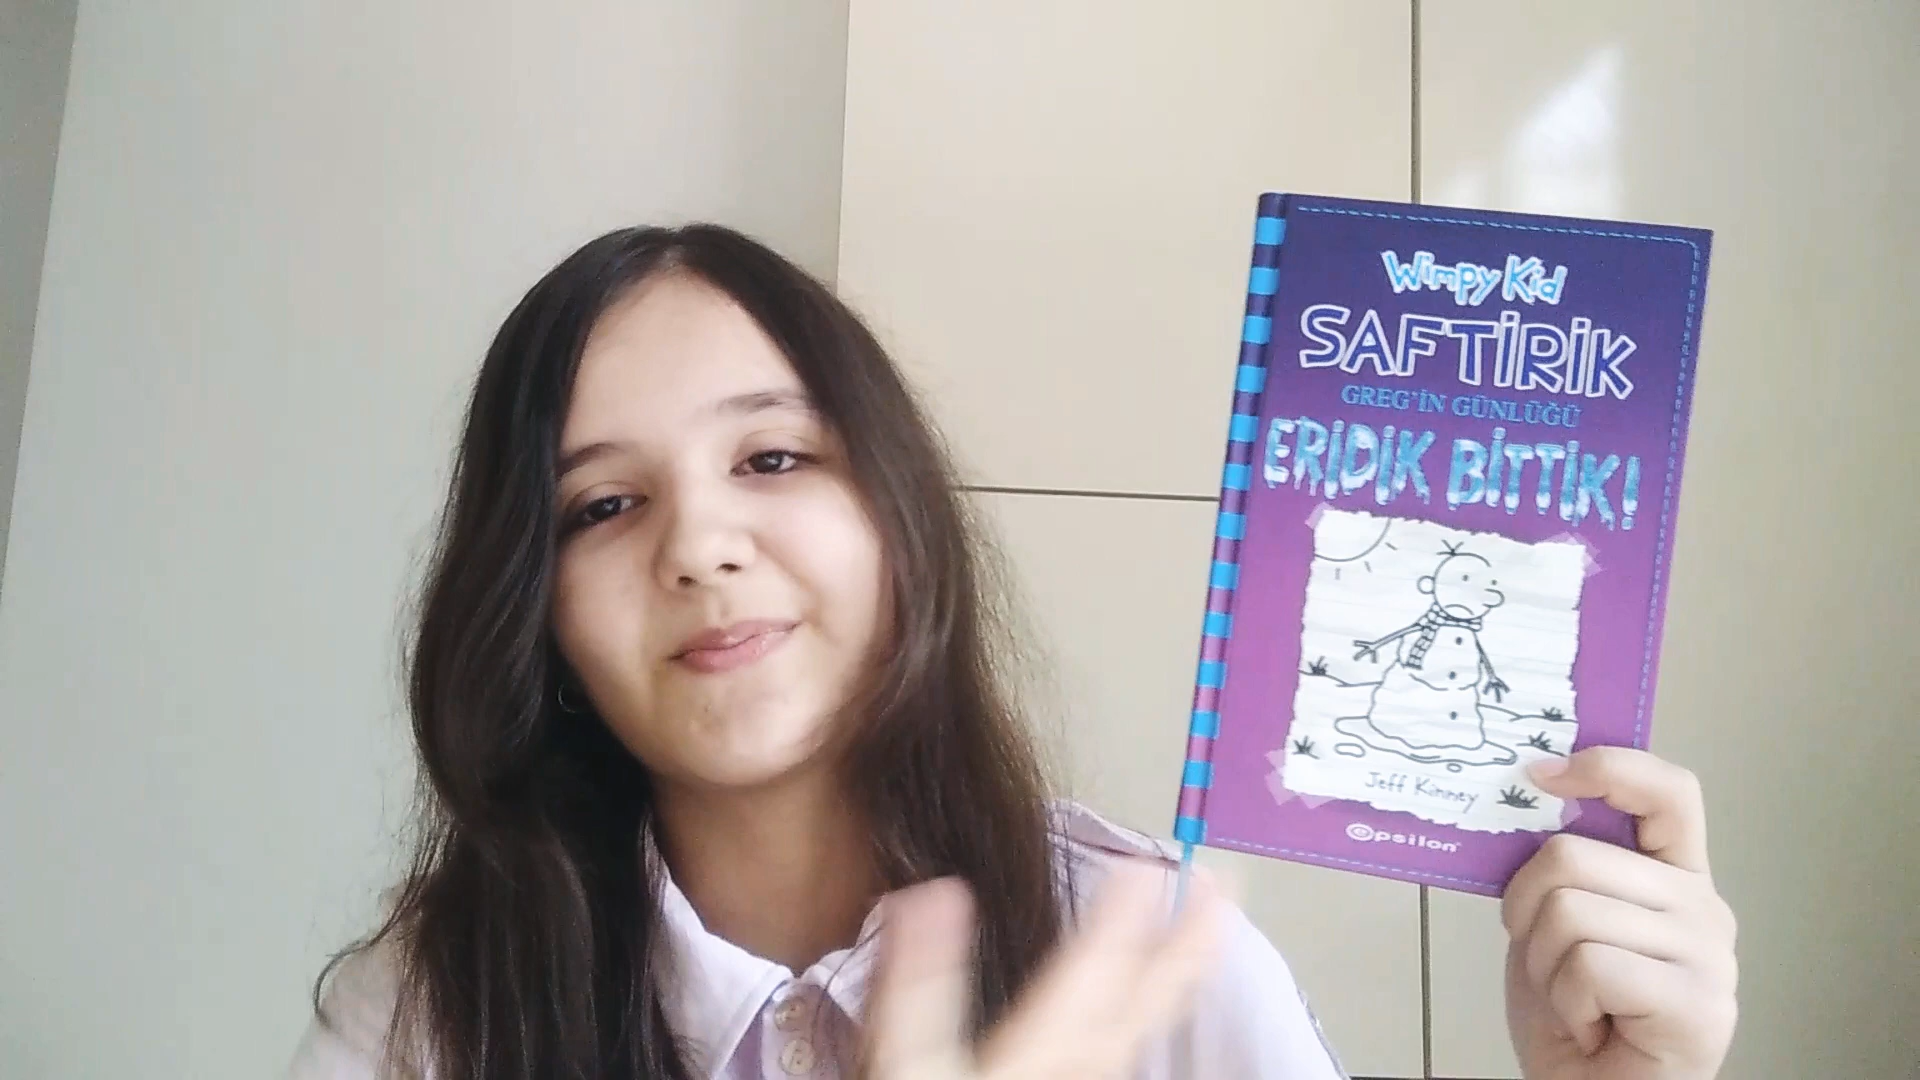 Wimpy Kid
SAFTİRİK
GREG'İN GÜNLÜĞÜ
ERİDİK BİTTİK!
Jeff Kinney
epsilon